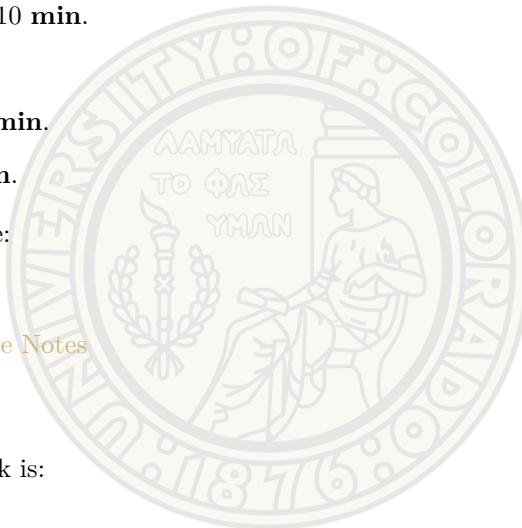 10 min.
min.
n.
e:
e Notes
k is:
UNIVERSITY:OF:COLORADO:
ΛΑΜΨΑΤΩ
ΤΟ ΦΩΣ
ΥΜΩΝ
:1876: